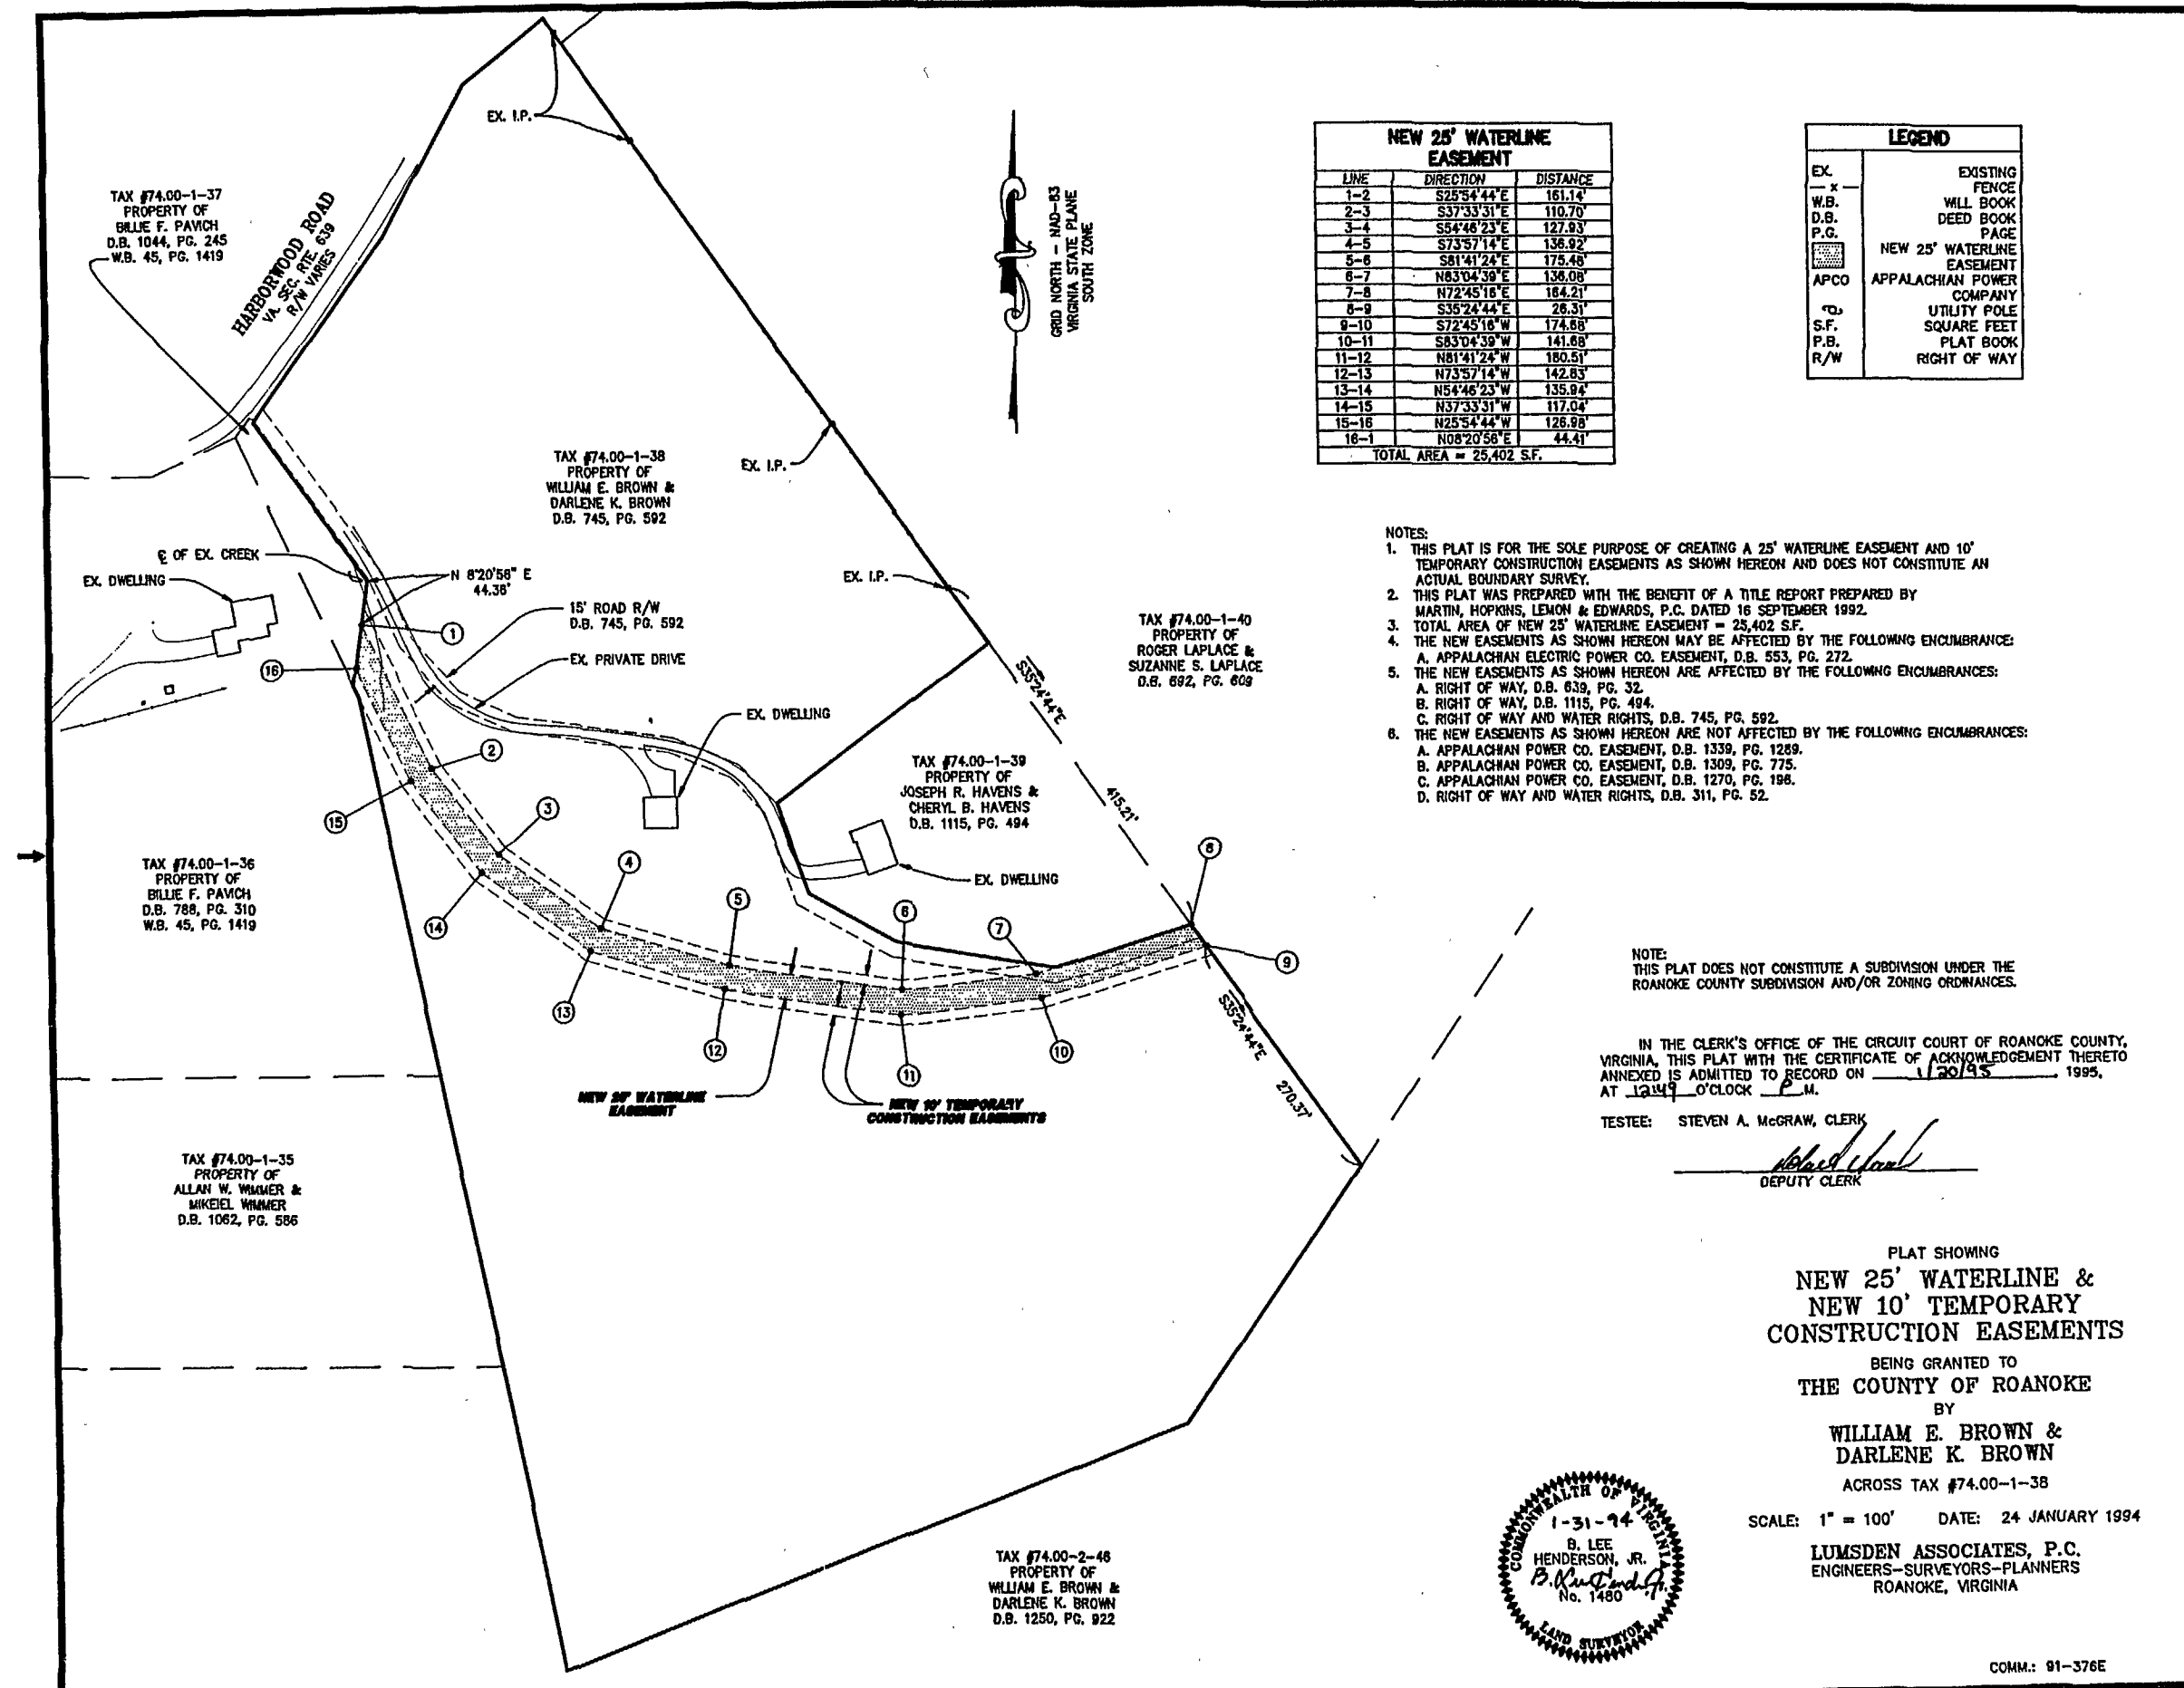 EX. I.P.
TAX #74.00-1-37
PROPERTY OF
BILLIE F. PAVICH
D.B. 1044, PG. 245
W.B. 45, PG. 1419
HARBORWOOD ROAD
VA. SEC. RTE. 639
R/W VARIES
GRID NORTH - NAD-83
VIRGINIA STATE PLANE
SOUTH ZONE
NEW 25' WATERLINE
EASEMENT
LINE DIRECTION DISTANCE
1-2 S25°54'44"E 161.14'
2-3 S37°33'31"E 110.70'
3-4 S54°46'23"E 127.93'
4-5 S73°57'14"E 136.92'
5-6 S81°41'24"E 175.46'
6-7 N83°04'39"E 136.08'
7-8 N72°45'16"E 164.21'
8-9 S35°24'44"E 26.31'
9-10 S72°45'16"W 174.68'
10-11 S83°04'39"W 141.68'
11-12 N81°41'24"W 180.51'
12-13 N73°57'14"W 142.83'
13-14 N54°46'23"W 135.94'
14-15 N37°33'31"W 117.04'
15-16 N25°54'44"W 126.98'
16-1 N08°20'56"E 44.41'
TOTAL AREA = 25,402 S.F.
LEGEND
EX. EXISTING
— x — FENCE
W.B. WILL BOOK
D.B. DEED BOOK
P.G. PAGE
NEW 25' WATERLINE
EASEMENT
APCO APPALACHIAN POWER
COMPANY
UTILITY POLE
S.F. SQUARE FEET
P.B. PLAT BOOK
R/W RIGHT OF WAY
TAX #74.00-1-38
PROPERTY OF
WILLIAM E. BROWN &
DARLENE K. BROWN
D.B. 745, PG. 592
EX. I.P.
EX. I.P.
℄ OF EX. CREEK
EX. DWELLING
N 8°20'56" E
44.38'
15' ROAD R/W
D.B. 745, PG. 592
EX. PRIVATE DRIVE
EX. DWELLING
TAX #74.00-1-40
PROPERTY OF
ROGER LAPLACE &
SUZANNE S. LAPLACE
D.B. 692, PG. 609
S35°24'44"E
415.21'
TAX #74.00-1-39
PROPERTY OF
JOSEPH R. HAVENS &
CHERYL B. HAVENS
D.B. 1115, PG. 494
EX. DWELLING
1
2
3
4
5
6
7
8
9
10
11
12
13
14
15
16
S35°24'44"E
270.37'
NEW 20' WATERLINE
EASEMENT
NEW 10' TEMPORARY
CONSTRUCTION EASEMENTS
TAX #74.00-1-36
PROPERTY OF
BILLIE F. PAVICH
D.B. 788, PG. 310
W.B. 45, PG. 1419
TAX #74.00-1-35
PROPERTY OF
ALLAN W. WIMMER &
MIKEIEL WIMMER
D.B. 1062, PG. 586
TAX #74.00-2-46
PROPERTY OF
WILLIAM E. BROWN &
DARLENE K. BROWN
D.B. 1250, PG. 922
NOTES:
1. THIS PLAT IS FOR THE SOLE PURPOSE OF CREATING A 25' WATERLINE EASEMENT AND 10'
TEMPORARY CONSTRUCTION EASEMENTS AS SHOWN HEREON AND DOES NOT CONSTITUTE AN
ACTUAL BOUNDARY SURVEY.
2. THIS PLAT WAS PREPARED WITH THE BENEFIT OF A TITLE REPORT PREPARED BY
MARTIN, HOPKINS, LEMON & EDWARDS, P.C. DATED 16 SEPTEMBER 1992.
3. TOTAL AREA OF NEW 25' WATERLINE EASEMENT = 25,402 S.F.
4. THE NEW EASEMENTS AS SHOWN HEREON MAY BE AFFECTED BY THE FOLLOWING ENCUMBRANCE:
A. APPALACHIAN ELECTRIC POWER CO. EASEMENT, D.B. 553, PG. 272.
5. THE NEW EASEMENTS AS SHOWN HEREON ARE AFFECTED BY THE FOLLOWING ENCUMBRANCES:
A. RIGHT OF WAY, D.B. 639, PG. 32.
B. RIGHT OF WAY, D.B. 1115, PG. 494.
C. RIGHT OF WAY AND WATER RIGHTS, D.B. 745, PG. 592.
6. THE NEW EASEMENTS AS SHOWN HEREON ARE NOT AFFECTED BY THE FOLLOWING ENCUMBRANCES:
A. APPALACHIAN POWER CO. EASEMENT, D.B. 1339, PG. 1289.
B. APPALACHIAN POWER CO. EASEMENT, D.B. 1309, PG. 775.
C. APPALACHIAN POWER CO. EASEMENT, D.B. 1270, PG. 196.
D. RIGHT OF WAY AND WATER RIGHTS, D.B. 311, PG. 52.
NOTE:
THIS PLAT DOES NOT CONSTITUTE A SUBDIVISION UNDER THE
ROANOKE COUNTY SUBDIVISION AND/OR ZONING ORDINANCES.
IN THE CLERK'S OFFICE OF THE CIRCUIT COURT OF ROANOKE COUNTY,
VIRGINIA, THIS PLAT WITH THE CERTIFICATE OF ACKNOWLEDGEMENT THERETO
ANNEXED IS ADMITTED TO RECORD ON 1/20/95, 1995,
AT 12:49 O'CLOCK P.M.
TESTEE: STEVEN A. McGRAW, CLERK
DEPUTY CLERK
PLAT SHOWING
NEW 25' WATERLINE &
NEW 10' TEMPORARY
CONSTRUCTION EASEMENTS
BEING GRANTED TO
THE COUNTY OF ROANOKE
BY
WILLIAM E. BROWN &
DARLENE K. BROWN
ACROSS TAX #74.00-1-38
SCALE: 1" = 100' DATE: 24 JANUARY 1994
LUMSDEN ASSOCIATES, P.C.
ENGINEERS-SURVEYORS-PLANNERS
ROANOKE, VIRGINIA
COMMONWEALTH OF VIRGINIA
1-31-94
B. LEE
HENDERSON, JR.
No. 1480
LAND SURVEYOR
COMM.: 91-376E